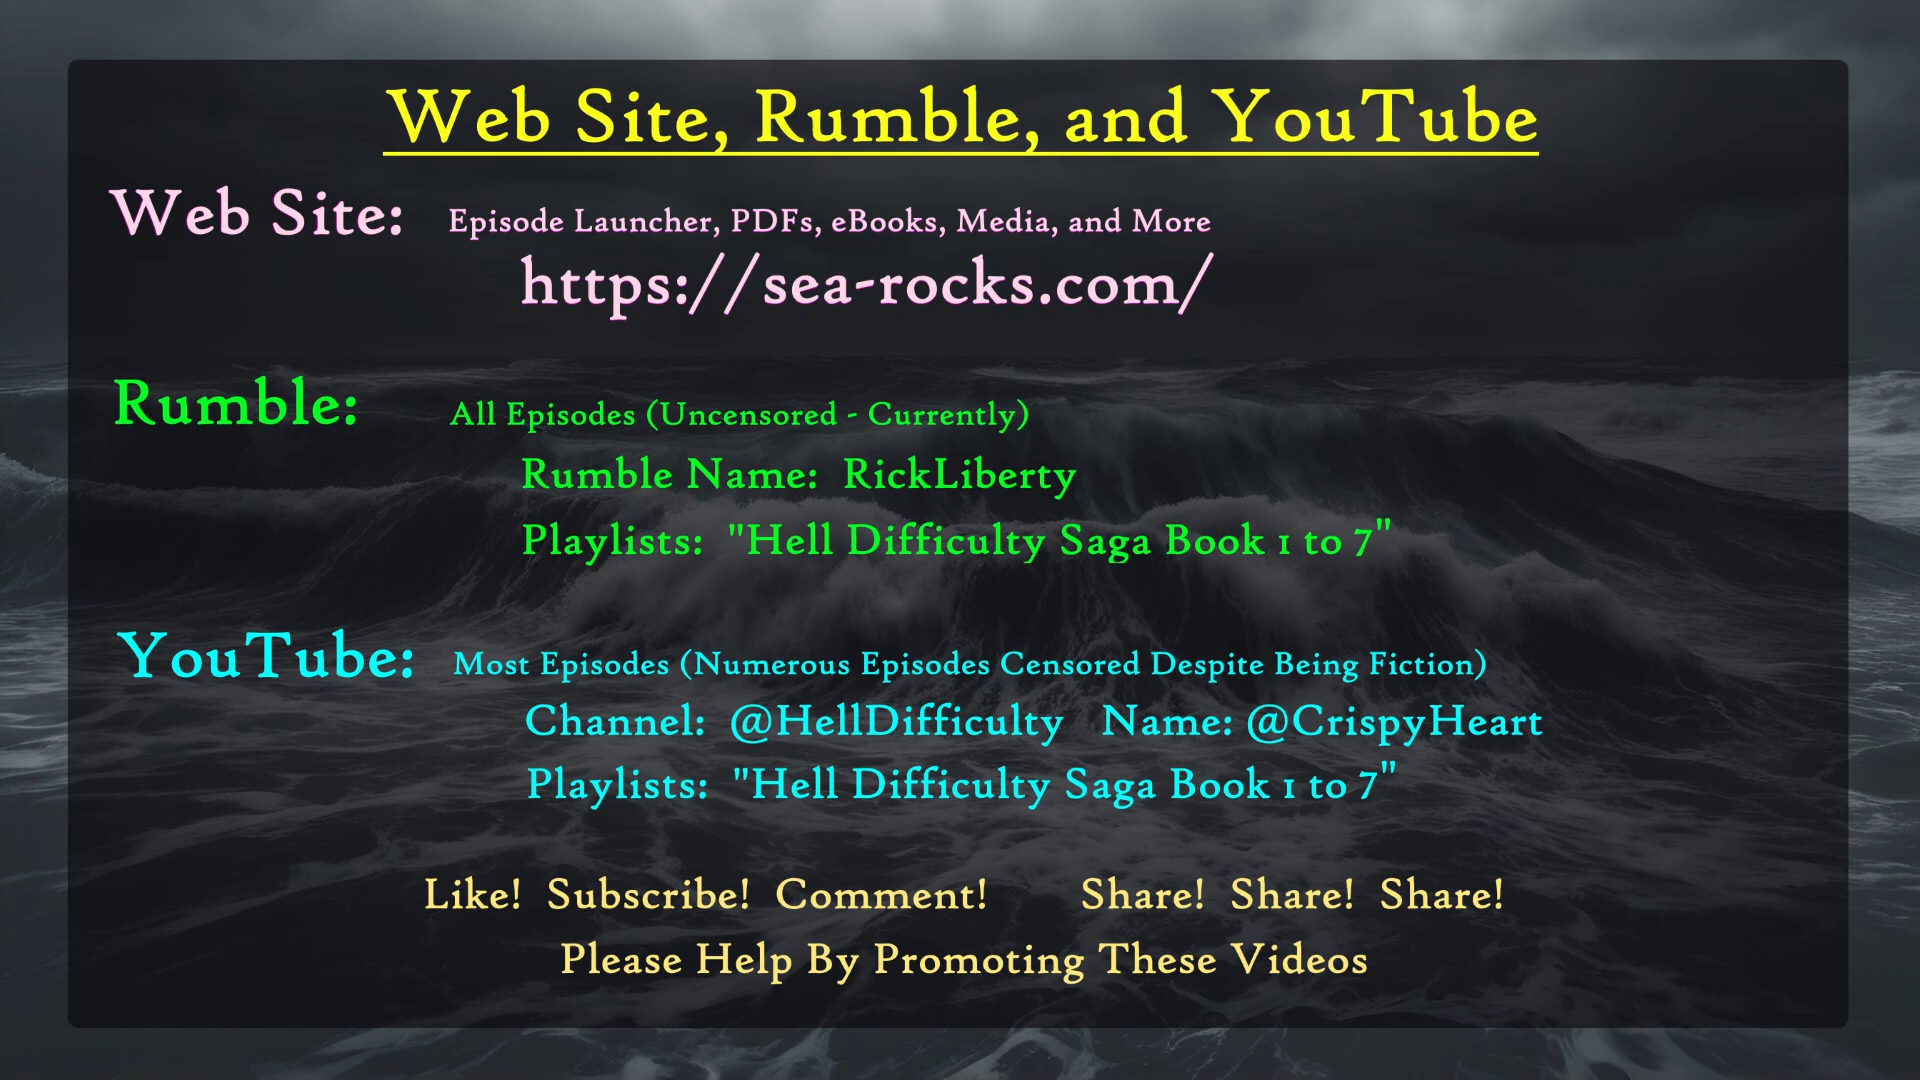 Web Site, Rumble, and YouTube
Web Site: Episode Launcher, PDFs, eBooks, Media, and More
https://sea-rocks.com/
Rumble: All Episodes (Uncensored - Currently)
Rumble Name: RickLiberty
Playlists: "Hell Difficulty Saga Book 1 to 7"
YouTube: Most Episodes (Numerous Episodes Censored Despite Being Fiction)
Channel: @HellDifficulty Name: @CrispyHeart
Playlists: "Hell Difficulty Saga Book 1 to 7"
Like! Subscribe! Comment! Share! Share! Share!
Please Help By Promoting These Videos